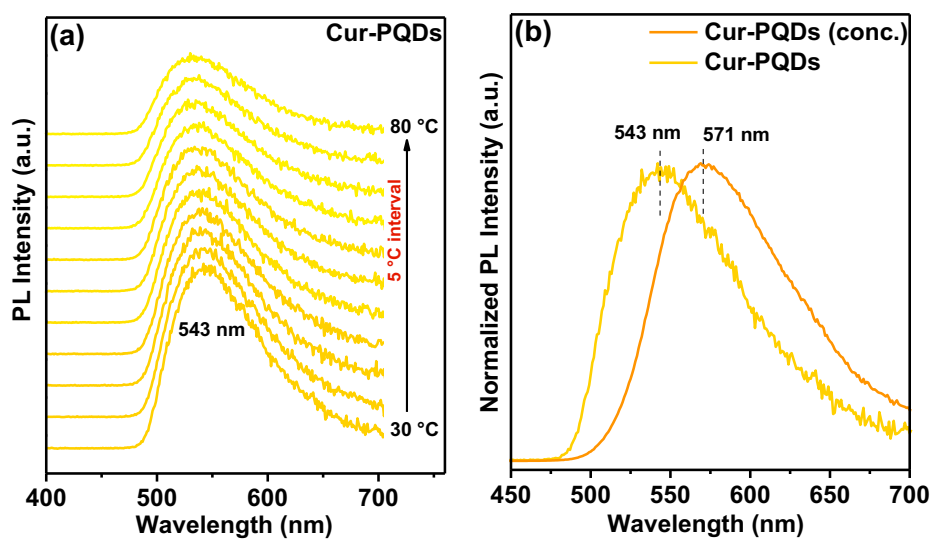 (a)
Cur-PQDs
PL Intensity (a.u.)
80 °C
5 °C interval
543 nm
30 °C
400
500
600
700
Wavelength (nm)
(b)
Cur-PQDs (conc.)
Cur-PQDs
Normalized PL Intensity (a.u.)
543 nm
571 nm
450
500
550
600
650
700
Wavelength (nm)